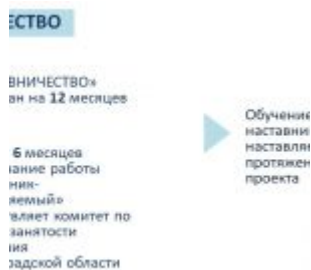 ЕСТВО
ВНИЧЕСТВО»
ан на 12 месяцев
6 месяцев
ание работы
ник-
яемый»
вляет комитет по
занятости
ия
радской области
Обучение
наставни
наставляе
протяжен
проекта